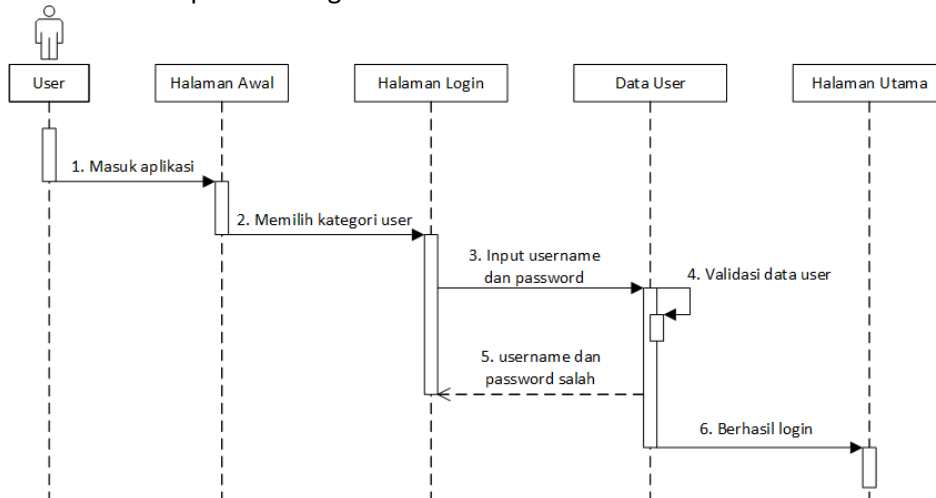 User
Halaman Awal
Halaman Login
Data User
Halaman Utama
1. Masuk aplikasi
2. Memilih kategori user
3. Input username
dan password
4. Validasi data user
5. username dan
password salah
6. Berhasil login